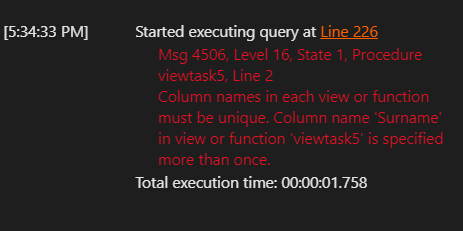 [5:34:33 PM] Started executing query at Line 226
Msg 4506, Level 16, State 1, Procedure
viewtask5, Line 2
Column names in each view or function
must be unique. Column name 'Surname'
in view or function 'viewtask5' is specified
more than once.
Total execution time: 00:00:01.758